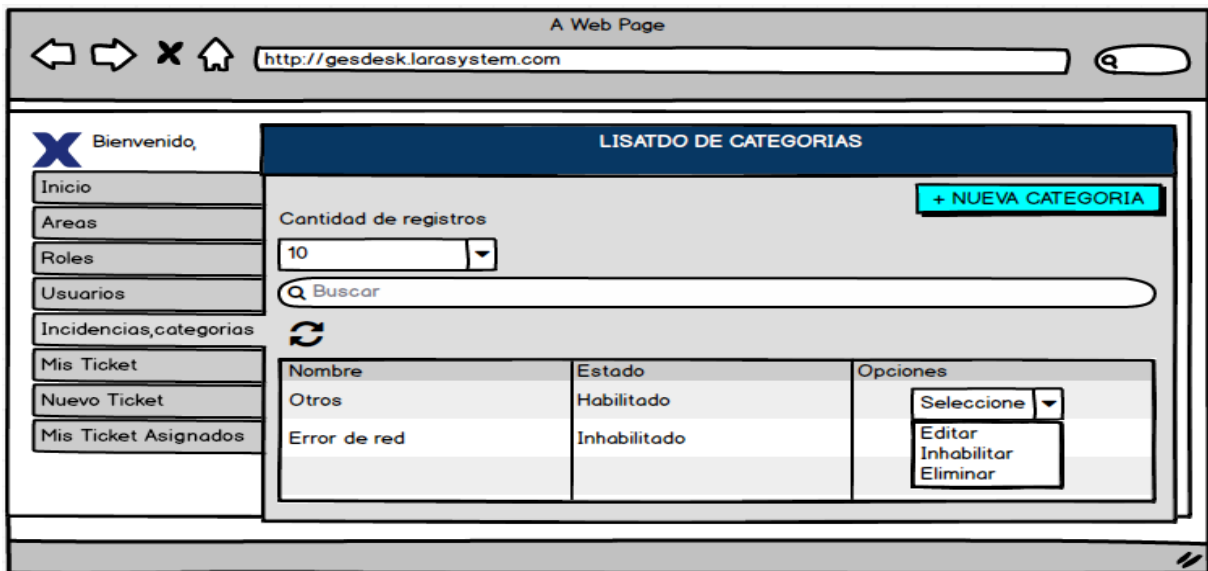 A Web Page
http://gesdesk.larasystem.com
Bienvenido,
LISATDO DE CATEGORIAS
Inicio
Areas
Roles
Usuarios
Incidencias,categorias
Mis Ticket
Nuevo Ticket
Mis Ticket Asignados
+ NUEVA CATEGORIA
Cantidad de registros
10
Buscar
Nombre Estado Opciones
Otros Habilitado Seleccione
Error de red Inhabilitado Editar
Inhabilitar
Eliminar